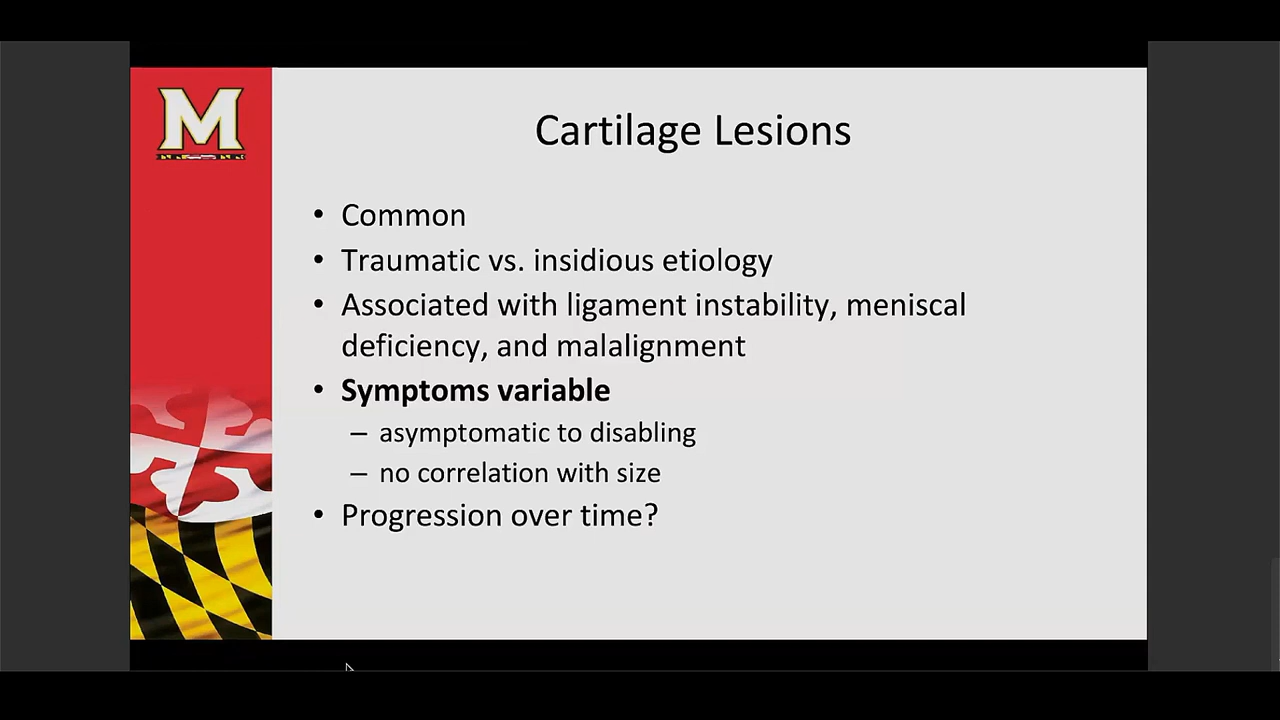 M
Cartilage Lesions
• Common
• Traumatic vs. insidious etiology
• Associated with ligament instability, meniscal
deficiency, and malalignment
• Symptoms variable
– asymptomatic to disabling
– no correlation with size
• Progression over time?